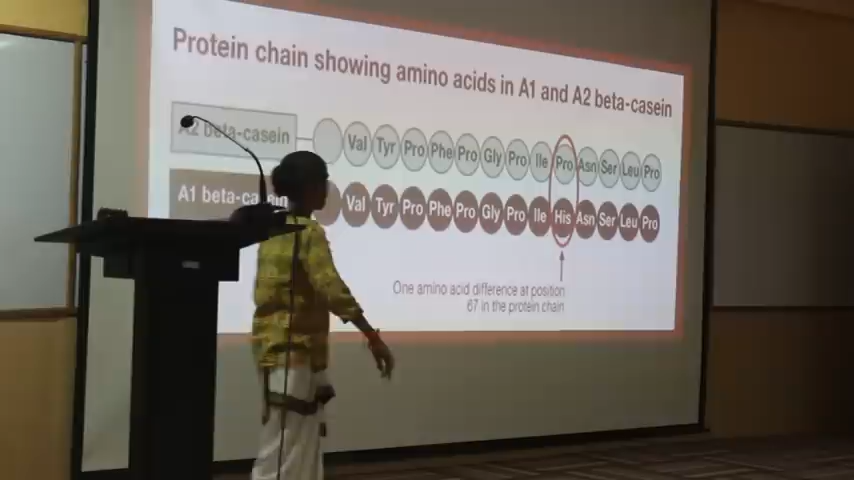 Protein chain showing amino acids in A1 and A2 beta-casein
A2 beta-casein
Val Tyr Pro Phe Pro Gly Pro Ile Pro Asn Ser Leu Pro
A1 beta-casein
Val Tyr Pro Phe Pro Gly Pro Ile His Asn Ser Leu Pro
One amino acid difference at position
67 in the protein chain